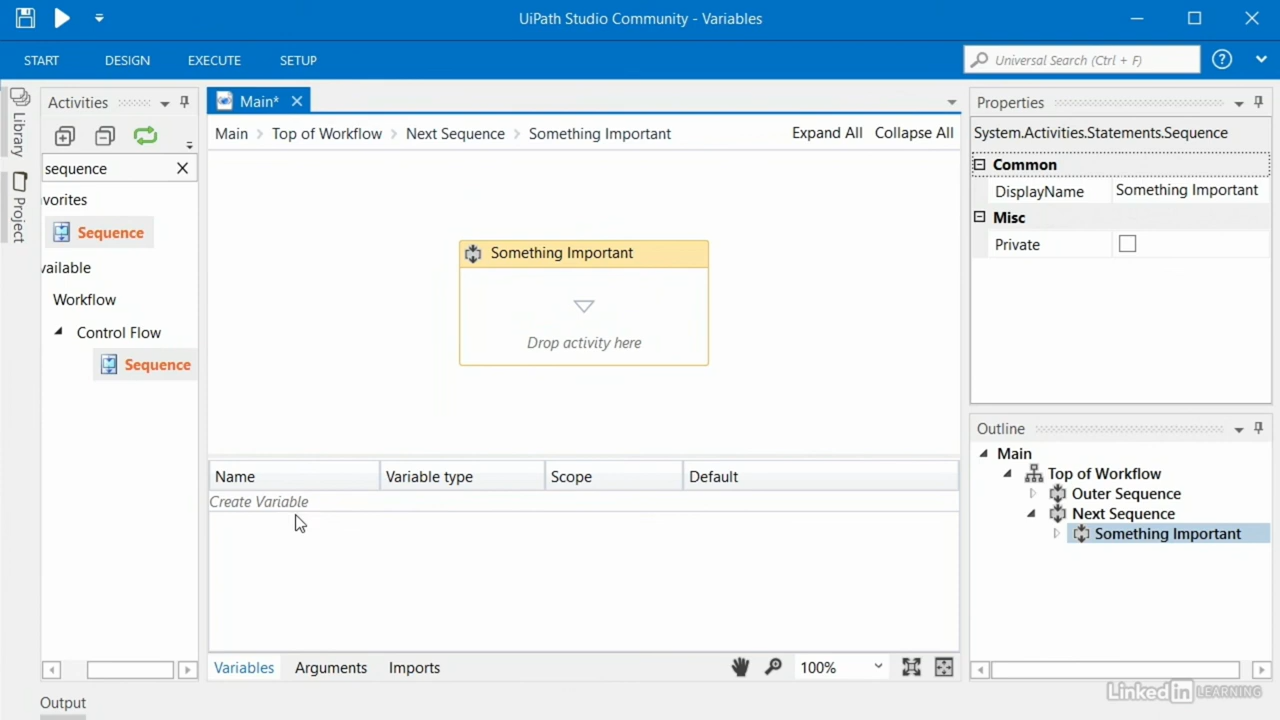 UiPath Studio Community - Variables
START DESIGN EXECUTE SETUP
Universal Search (Ctrl + F)
?
Library
Project
Activities
sequence
vorites
Sequence
vailable
Workflow
Control Flow
Sequence
Main*
Main > Top of Workflow > Next Sequence > Something Important
Expand All Collapse All
Something Important
Drop activity here
Name Variable type Scope Default
Create Variable
Variables Arguments Imports
100%
Properties
System.Activities.Statements.Sequence
Common
DisplayName Something Important
Misc
Private
Outline
Main
Top of Workflow
Outer Sequence
Next Sequence
Something Important
Output
Linked in LEARNING